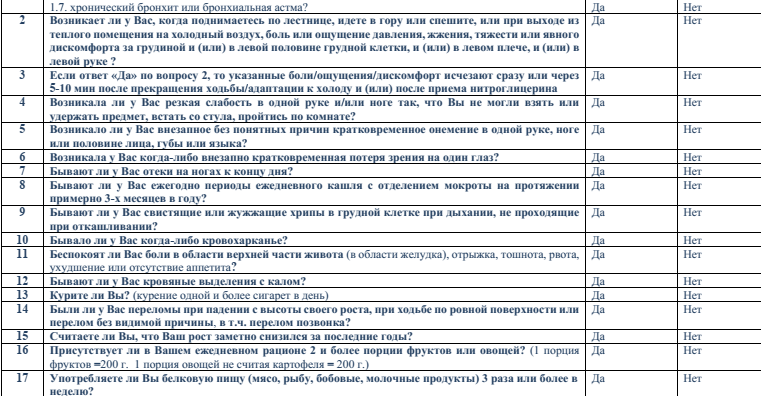 1.7. хронический бронхит или бронхиальная астма? Да Нет
2 Возникает ли у Вас, когда поднимаетесь по лестнице, идете в гору или спешите, или при выходе из Да Нет
теплого помещения на холодный воздух, боль или ощущение давления, жжения, тяжести или явного
дискомфорта за грудиной и (или) в левой половине грудной клетки, и (или) в левом плече, и (или) в
левой руке ?
3 Если ответ «Да» по вопросу 2, то указанные боли/ощущения/дискомфорт исчезают сразу или через Да Нет
5-10 мин после прекращения ходьбы/адаптации к холоду и (или) после приема нитроглицерина
4 Возникала ли у Вас резкая слабость в одной руке и/или ноге так, что Вы не могли взять или Да Нет
удержать предмет, встать со стула, пройтись по комнате?
5 Возникало ли у Вас внезапное без понятных причин кратковременное онемение в одной руке, ноге Да Нет
или половине лица, губы или языка?
6 Возникала у Вас когда-либо внезапно кратковременная потеря зрения на один глаз? Да Нет
7 Бывают ли у Вас отеки на ногах к концу дня? Да Нет
8 Бывают ли у Вас ежегодно периоды ежедневного кашля с отделением мокроты на протяжении Да Нет
примерно 3-х месяцев в году?
9 Бывают ли у Вас свистящие или жужжащие хрипы в грудной клетке при дыхании, не проходящие Да Нет
при откашливании?
10 Бывало ли у Вас когда-либо кровохарканье? Да Нет
11 Беспокоят ли Вас боли в области верхней части живота (в области желудка), отрыжка, тошнота, рвота, Да Нет
ухудшение или отсутствие аппетита?
12 Бывают ли у Вас кровяные выделения с калом? Да Нет
13 Курите ли Вы? (курение одной и более сигарет в день) Да Нет
14 Были ли у Вас переломы при падении с высоты своего роста, при ходьбе по ровной поверхности или Да Нет
перелом без видимой причины, в т.ч. перелом позвонка?
15 Считаете ли Вы, что Ваш рост заметно снизился за последние годы? Да Нет
16 Присутствует ли в Вашем ежедневном рационе 2 и более порции фруктов или овощей? (1 порция Да Нет
фруктов =200 г. 1 порция овощей не считая картофеля = 200 г.)
17 Употребляете ли Вы белковую пищу (мясо, рыбу, бобовые, молочные продукты) 3 раза или более в Да Нет
неделю?